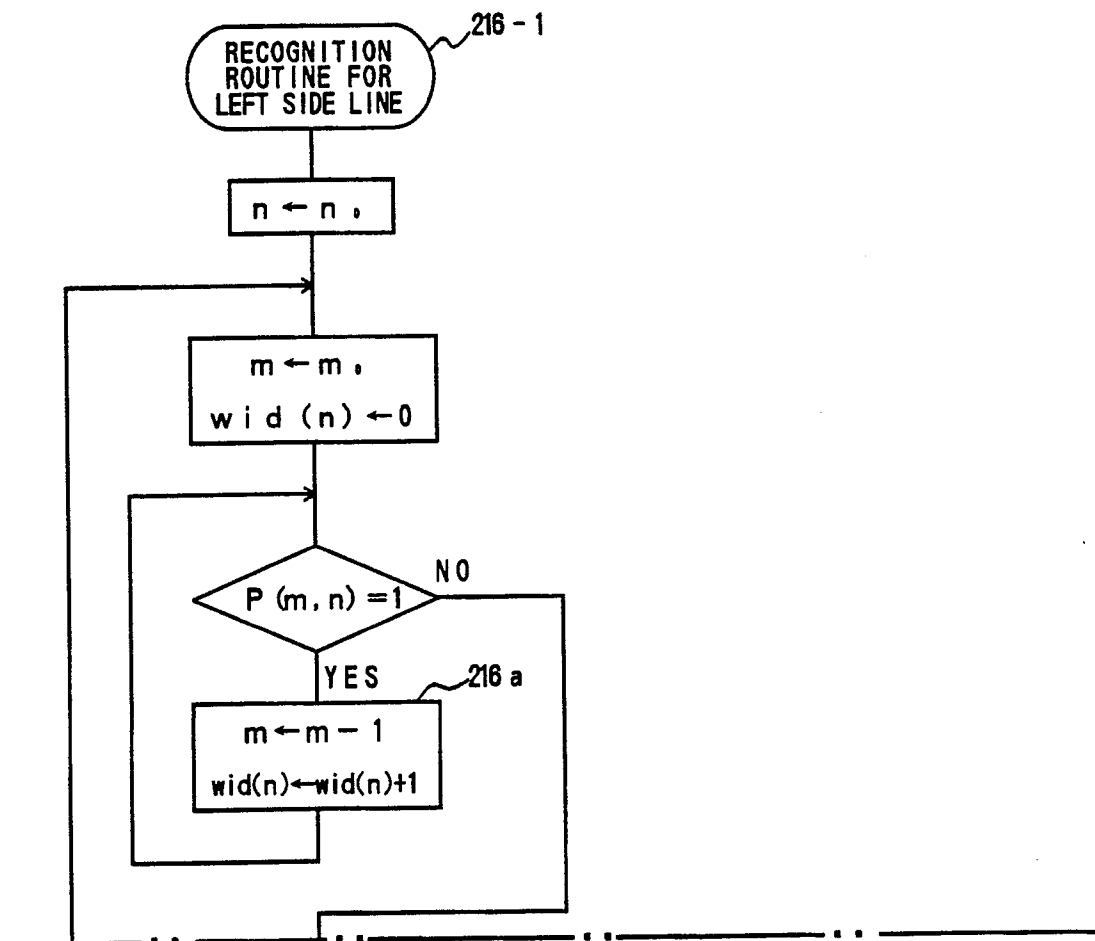 216-1
RECOGNITION
ROUTINE FOR
LEFT SIDE LINE
n ← n₀
m ← m₀
wid (n) ← 0
P (m, n) = 1
NO
YES
216a
m ← m - 1
wid(n)←wid(n)+1